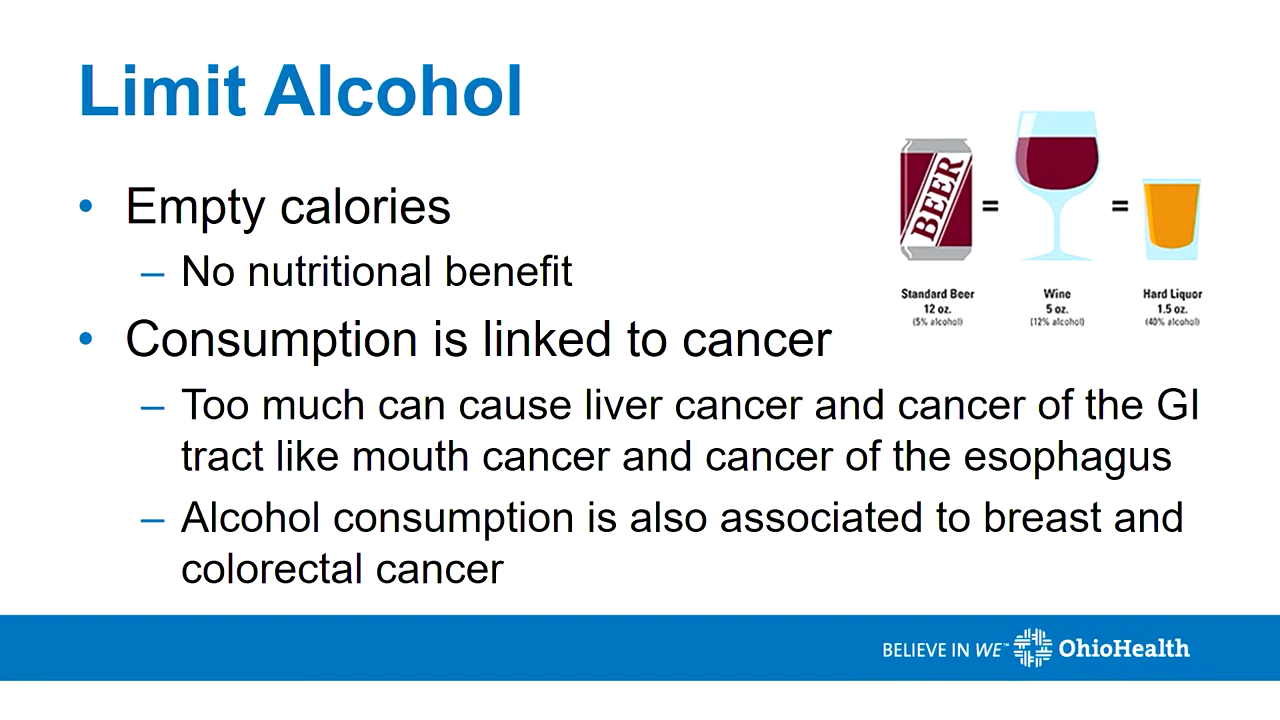 Limit Alcohol
• Empty calories
– No nutritional benefit
• Consumption is linked to cancer
– Too much can cause liver cancer and cancer of the GI
tract like mouth cancer and cancer of the esophagus
– Alcohol consumption is also associated to breast and
colorectal cancer
BEER
=
=
Standard Beer
12 oz.
(5% alcohol)
Wine
5 oz.
(12% alcohol)
Hard Liquor
1.5 oz.
(40% alcohol)
BELIEVE IN WE™ OhioHealth